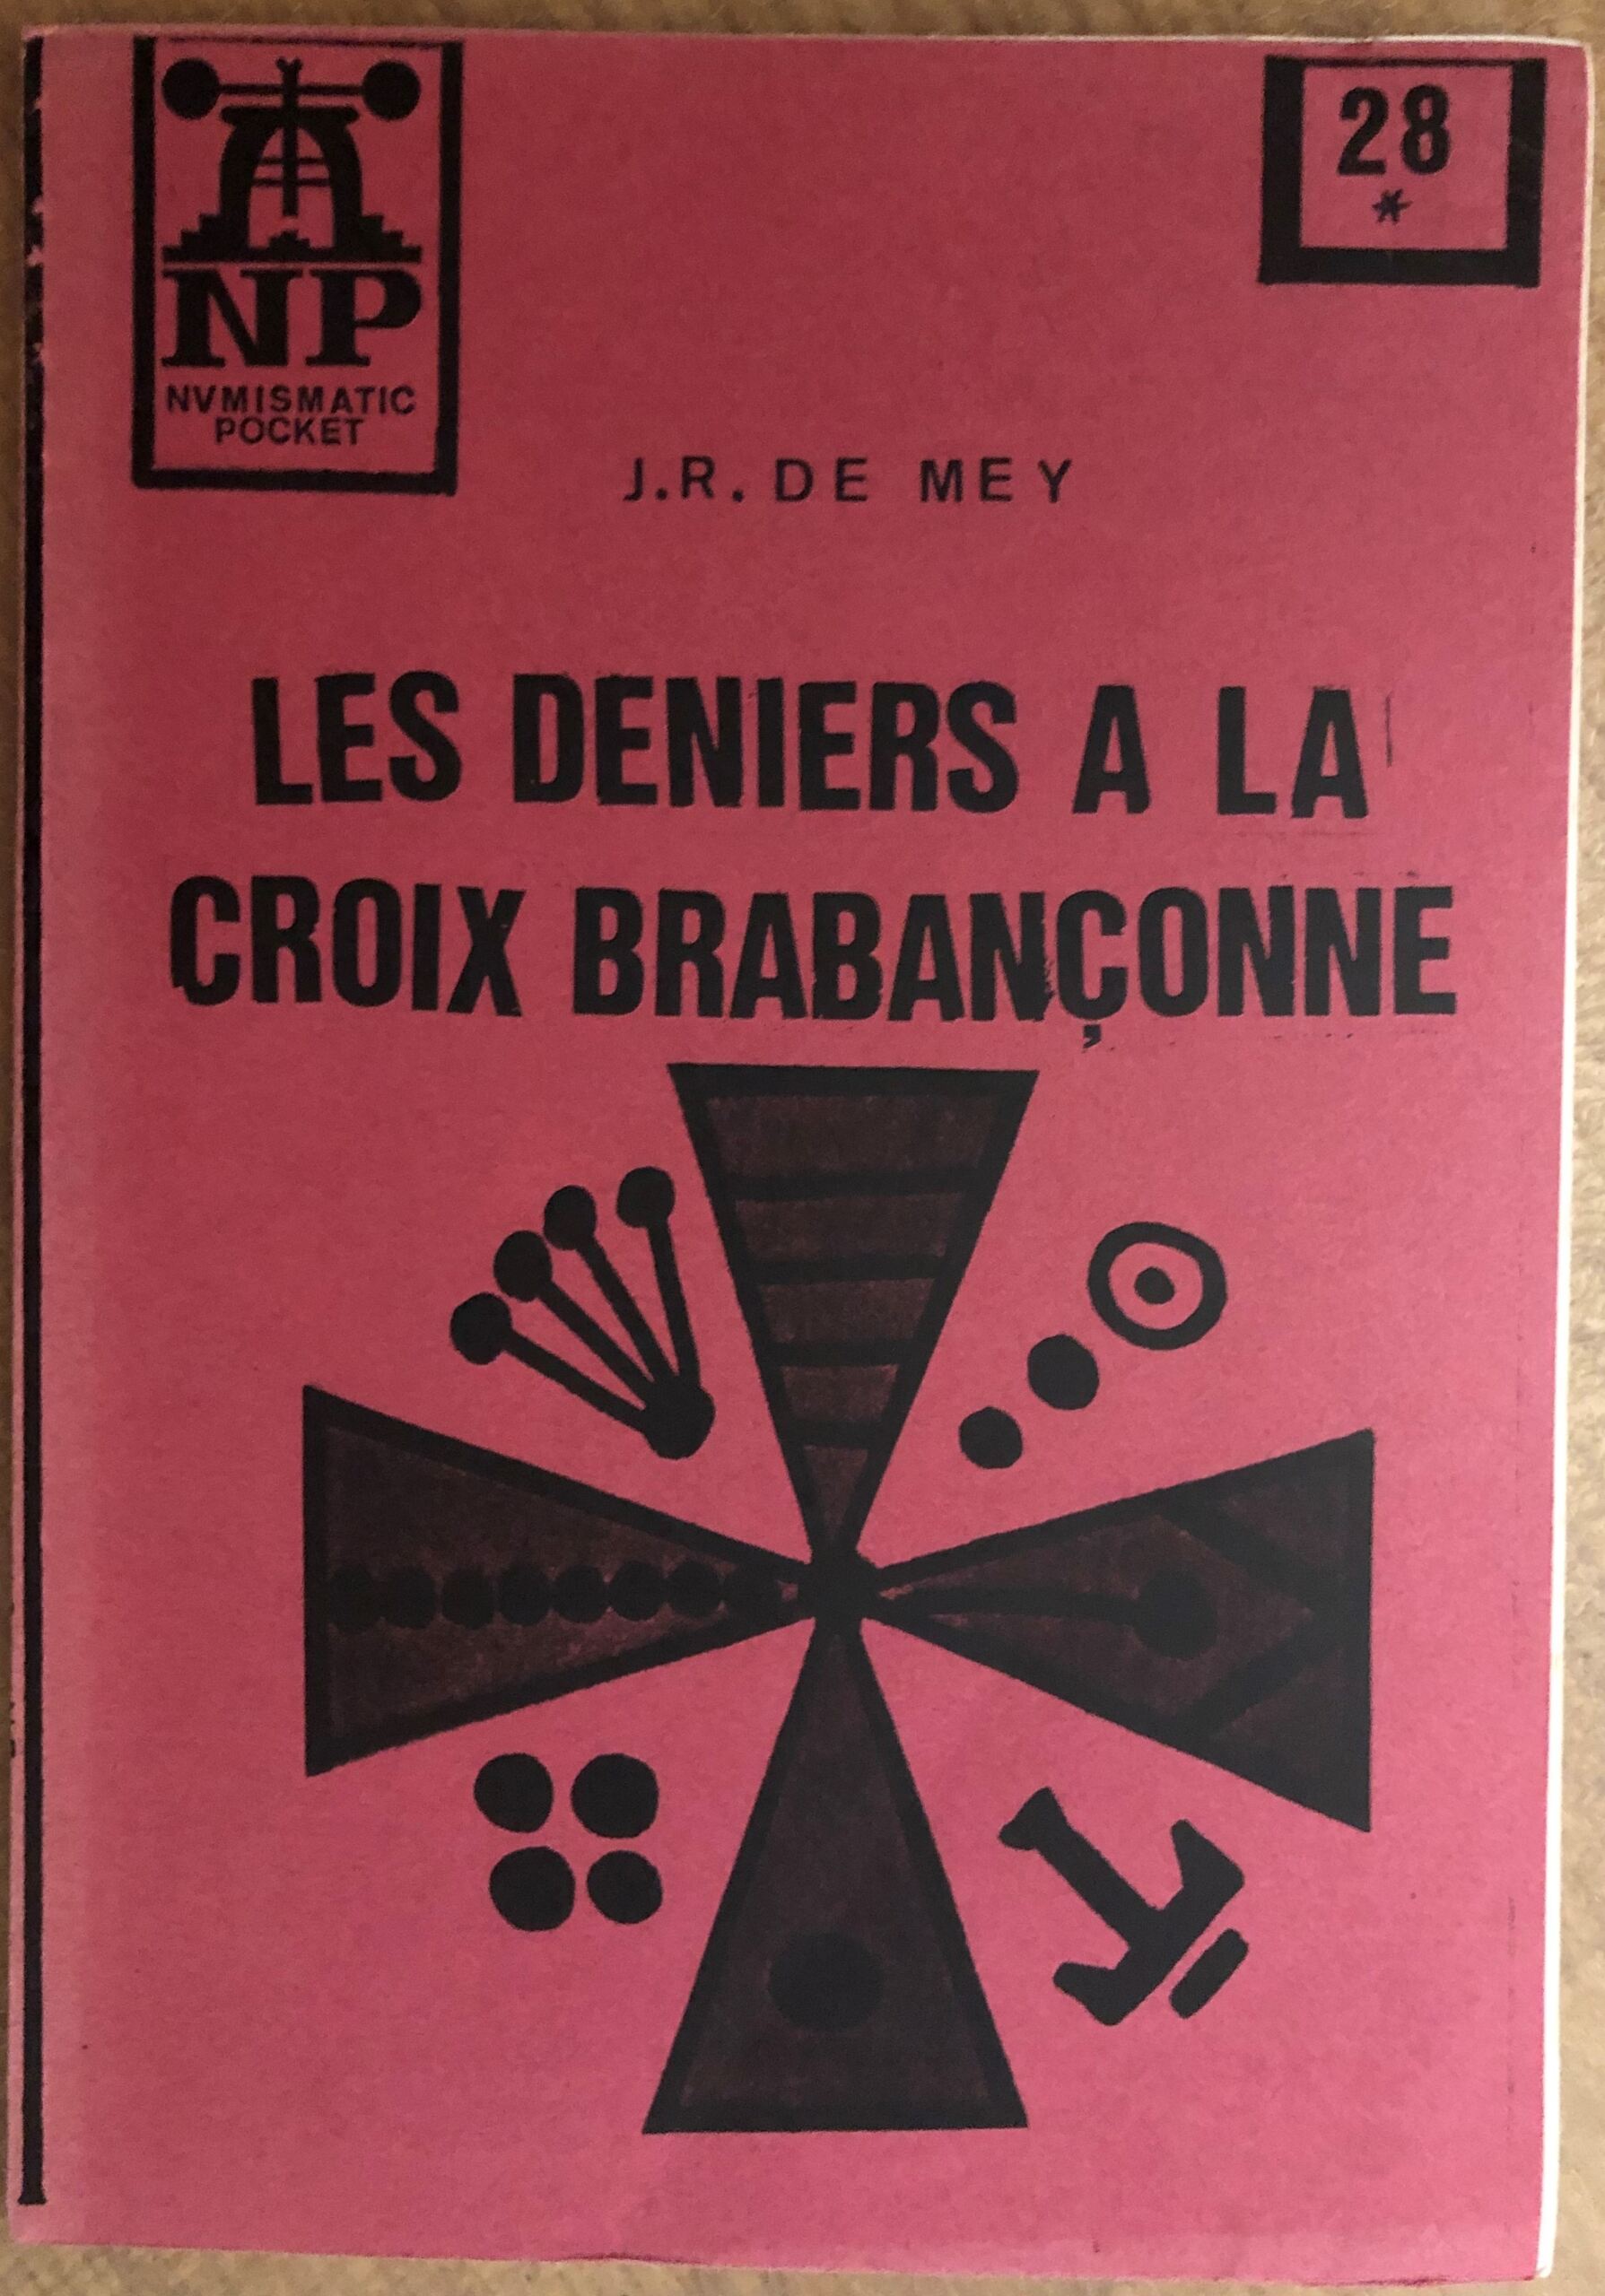 NP
NVMISMATIC
POCKET
28
*
J.R. DE MEY
LES DENIERS A LA
CROIX BRABANÇONNE